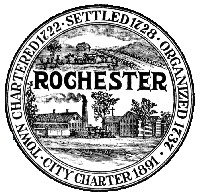 TOWN CHARTERED 1722 · SETTLED 1728 · ORGANIZED 1737 ·
ROCHESTER
CITY CHARTER 1891